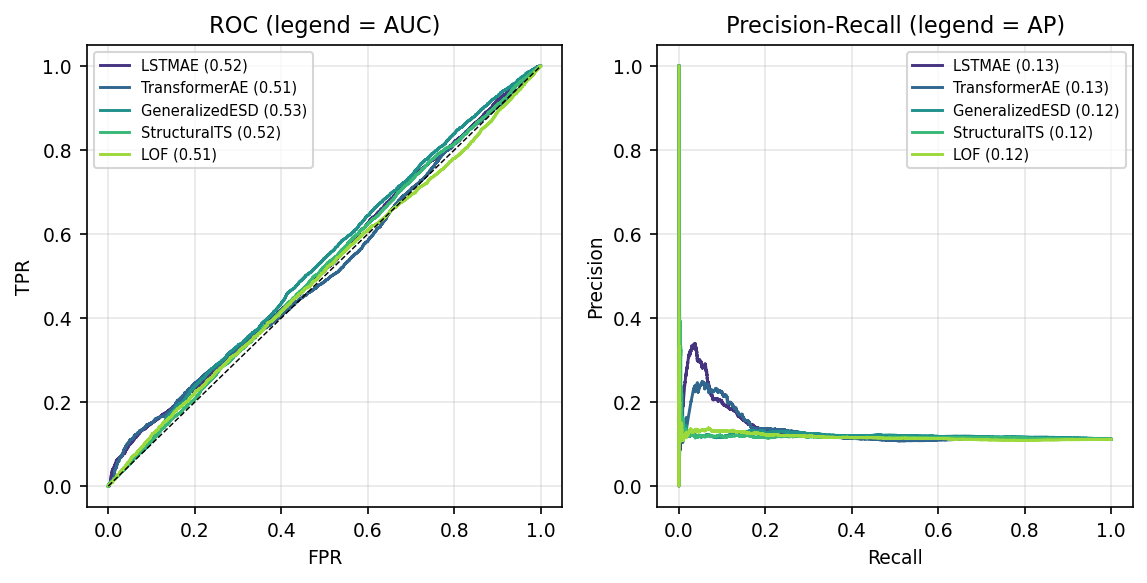 ROC (legend = AUC)
LSTMAE (0.52)
TransformerAE (0.51)
GeneralizedESD (0.53)
StructuralTS (0.52)
LOF (0.51)
1.0
0.8
0.6
0.4
0.2
0.0
TPR
0.0 0.2 0.4 0.6 0.8 1.0
FPR
Precision-Recall (legend = AP)
LSTMAE (0.13)
TransformerAE (0.13)
GeneralizedESD (0.12)
StructuralTS (0.12)
LOF (0.12)
1.0
0.8
0.6
0.4
0.2
0.0
Precision
0.0 0.2 0.4 0.6 0.8 1.0
Recall